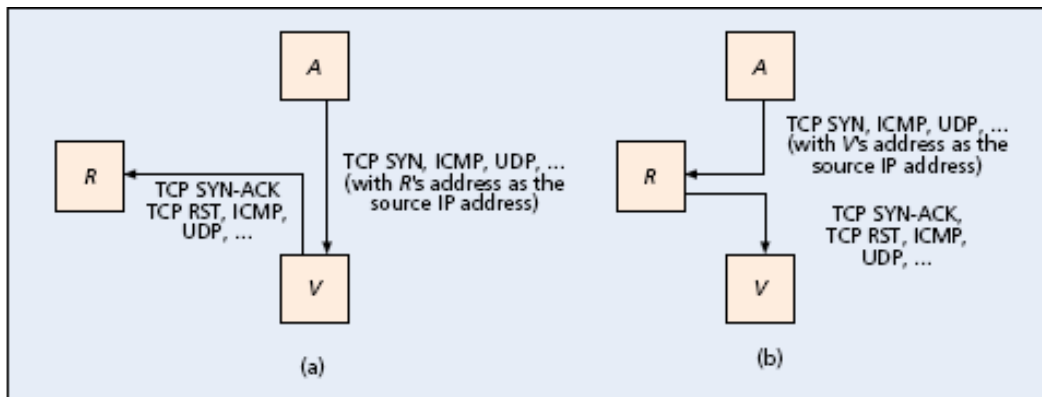 A
R
TCP SYN, ICMP, UDP, ...
(with R's address as the
source IP address)
TCP SYN-ACK
TCP RST, ICMP,
UDP, ...
V
(a)
A
TCP SYN, ICMP, UDP, ...
(with V's address as the
source IP address)
R
TCP SYN-ACK,
TCP RST, ICMP,
UDP, ...
V
(b)